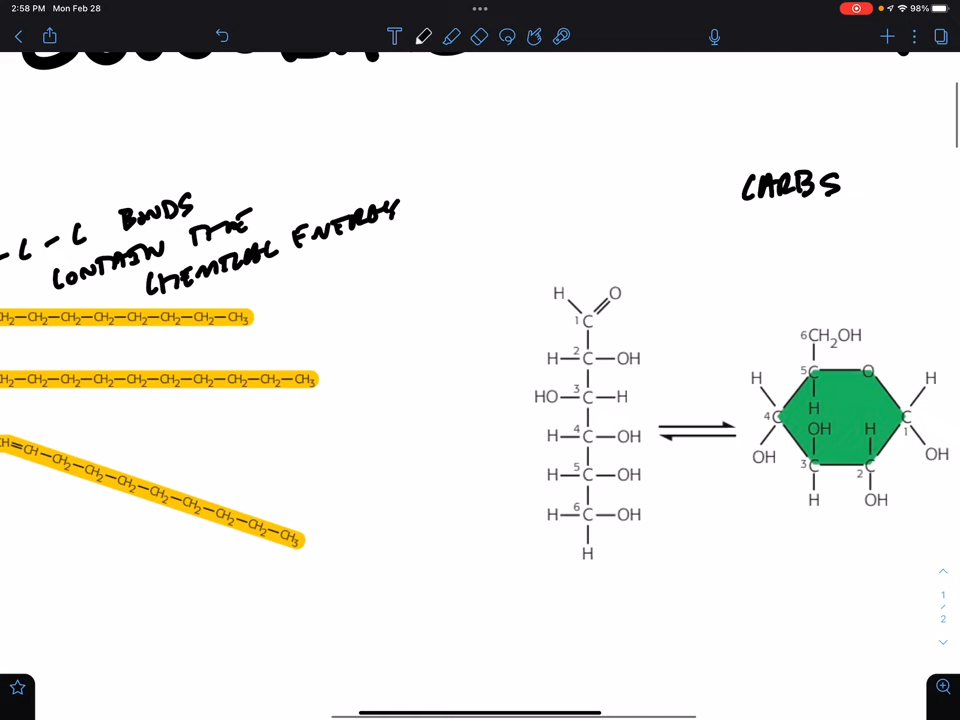 2:58 PM Mon Feb 28
98%
CARBS
-C-C BONDS
CONTAIN THE
CHEMICAL ENERGY
H₂—CH₂—CH₂—CH₂—CH₂—CH₂—CH₂—CH₃
H₂—CH₂—CH₂—CH₂—CH₂—CH₂—CH₂—CH₂—CH₂—CH₃
CH=CH—CH₂—CH₂—CH₂—CH₂—CH₂—CH₂—CH₂—CH₃
H O
1C
H—2C—OH
HO—3C—H
H—4C—OH
H—5C—OH
H—6C—OH
H
6CH₂OH
H 5C O H
4C H OH H C 1
OH 3C C 2 OH
H OH
1
/
2